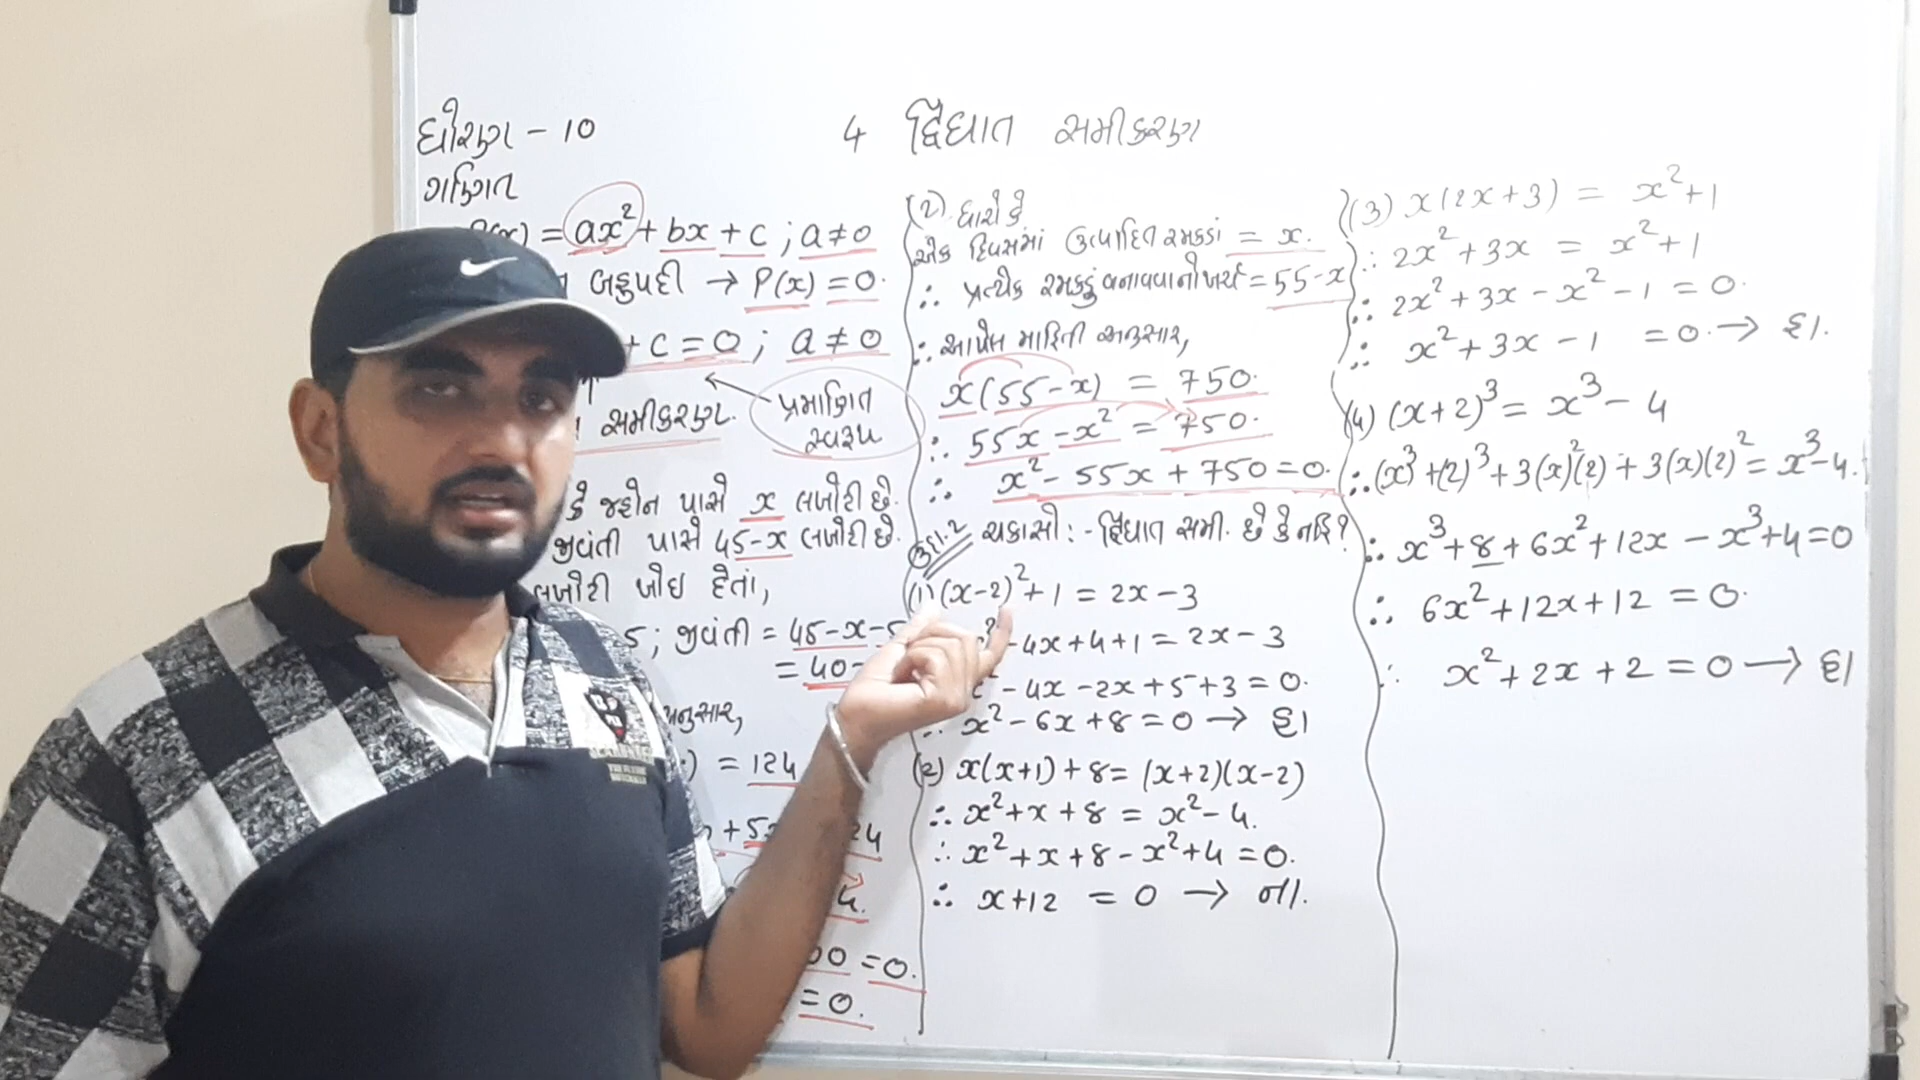 ધોરણ - 10
4 દ્વિઘાત સમીકરણ
ગણિત
= ax² + bx + c ; a ≠ 0
બહુપદી → P(x) = 0.
+ c = 0 ; a ≠ 0
સમીકરણ.
પ્રમાણિત
સ્વરૂપ
કે જહોન પાસે x લખોટી છે.
જીવંતી પાસે 45-x લખોટી છે.
લખોટી ખોઇ દેતાં,
5 ; જીવંતી = 45-x-5
= 40-
અનુસાર,
) = 124
+5x
24
4.
00 = 0.
= 0.
(2) ધારો કે
એક દિવસમાં ઉત્પાદિત રમકડાં = x.
∴ પ્રત્યેક રમકડું બનાવવાનો ખર્ચ = 55-x
∴ આપેલ માહિતી અનુસાર,
x(55-x) = 750.
∴ 55x - x² = 750.
∴ x² - 55x + 750 = 0.
ઉદા.2 ચકાસો :- દ્વિઘાત સમી. છે કે નહિ?
(1) (x-2)² + 1 = 2x - 3
- 4x + 4 + 1 = 2x - 3
- 4x - 2x + 5 + 3 = 0.
∴ x² - 6x + 8 = 0 → હા
(2) x(x+1) + 8 = (x+2)(x-2)
∴ x² + x + 8 = x² - 4.
∴ x² + x + 8 - x² + 4 = 0.
∴ x + 12 = 0 → ના.
(3) x(2x+3) = x² + 1
∴ 2x² + 3x = x² + 1
∴ 2x² + 3x - x² - 1 = 0.
∴ x² + 3x - 1 = 0. → હા.
(4) (x+2)³ = x³ - 4
∴ (x³ + (2)³ + 3(x)²(2) + 3(x)(2)² = x³ - 4.
∴ x³ + 8 + 6x² + 12x - x³ + 4 = 0
∴ 6x² + 12x + 12 = 0.
∴ x² + 2x + 2 = 0 → હા